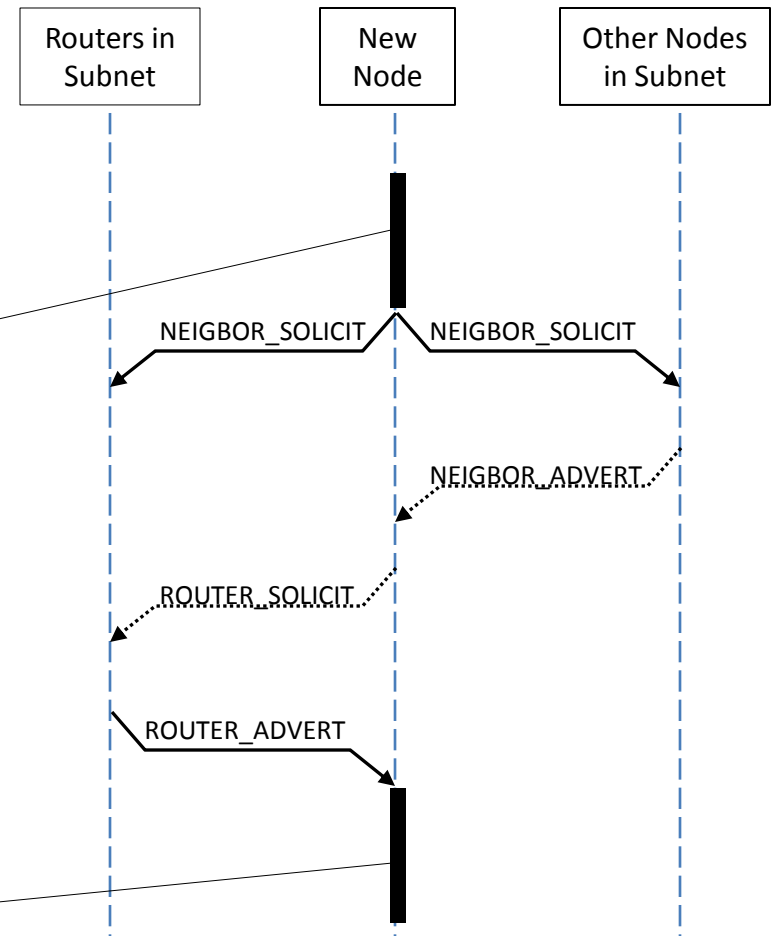 Routers in
Subnet
New
Node
Other Nodes
in Subnet
NEIGBOR_SOLICIT
NEIGBOR_SOLICIT
NEIGBOR_ADVERT
ROUTER_SOLICIT
ROUTER_ADVERT